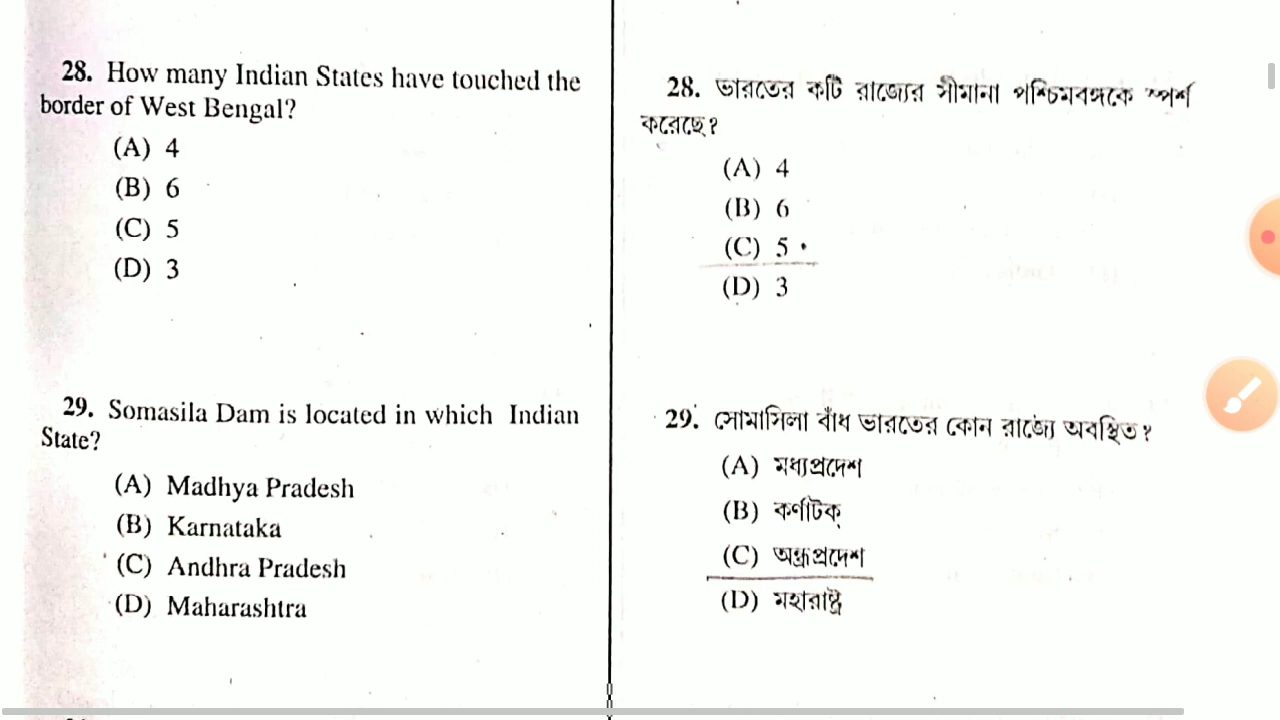 28. How many Indian States have touched the
border of West Bengal?
(A) 4
(B) 6
(C) 5
(D) 3
29. Somasila Dam is located in which Indian
State?
(A) Madhya Pradesh
(B) Karnataka
(C) Andhra Pradesh
(D) Maharashtra
28. ভারতের কটি রাজ্যের সীমানা পশ্চিমবঙ্গকে স্পর্শ
করেছে?
(A) 4
(B) 6
(C) 5
(D) 3
29. সোমাসিলা বাঁধ ভারতের কোন রাজ্যে অবস্থিত?
(A) মধ্যপ্রদেশ
(B) কর্ণাটক
(C) অন্ধ্রপ্রদেশ
(D) মহারাষ্ট্র